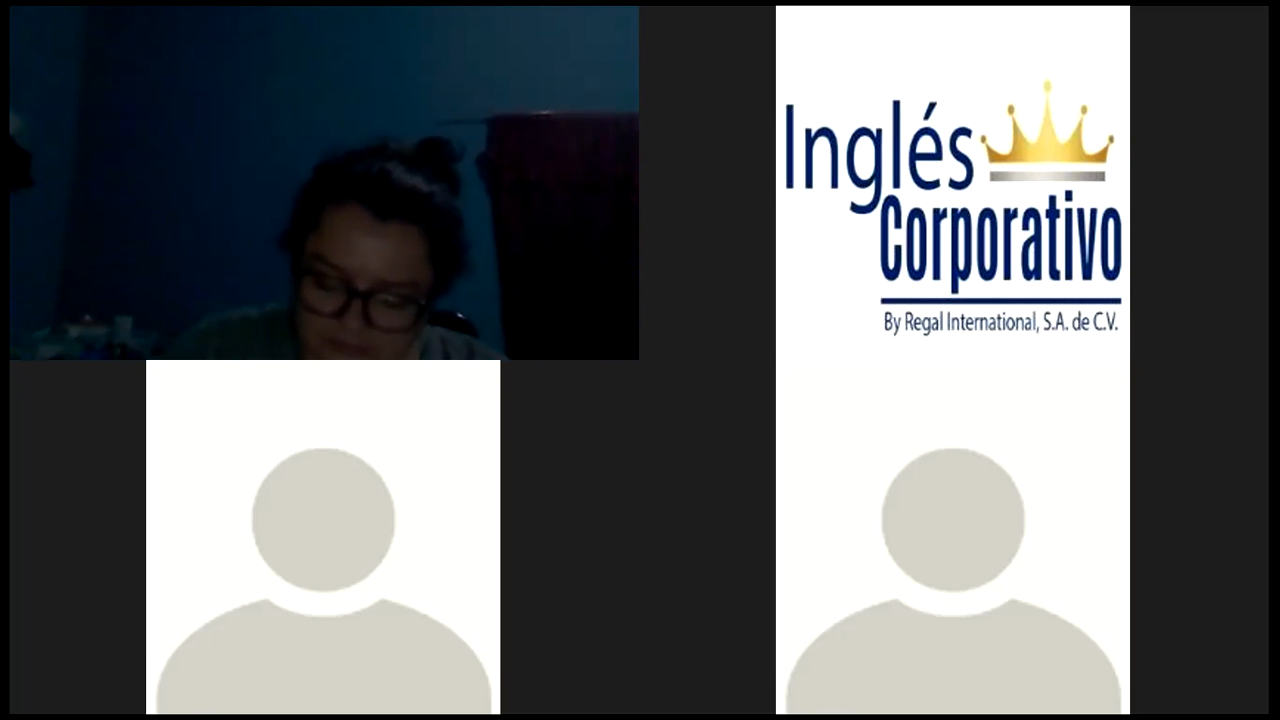 Inglés
Corporativo
By Regal International, S.A. de C.V.